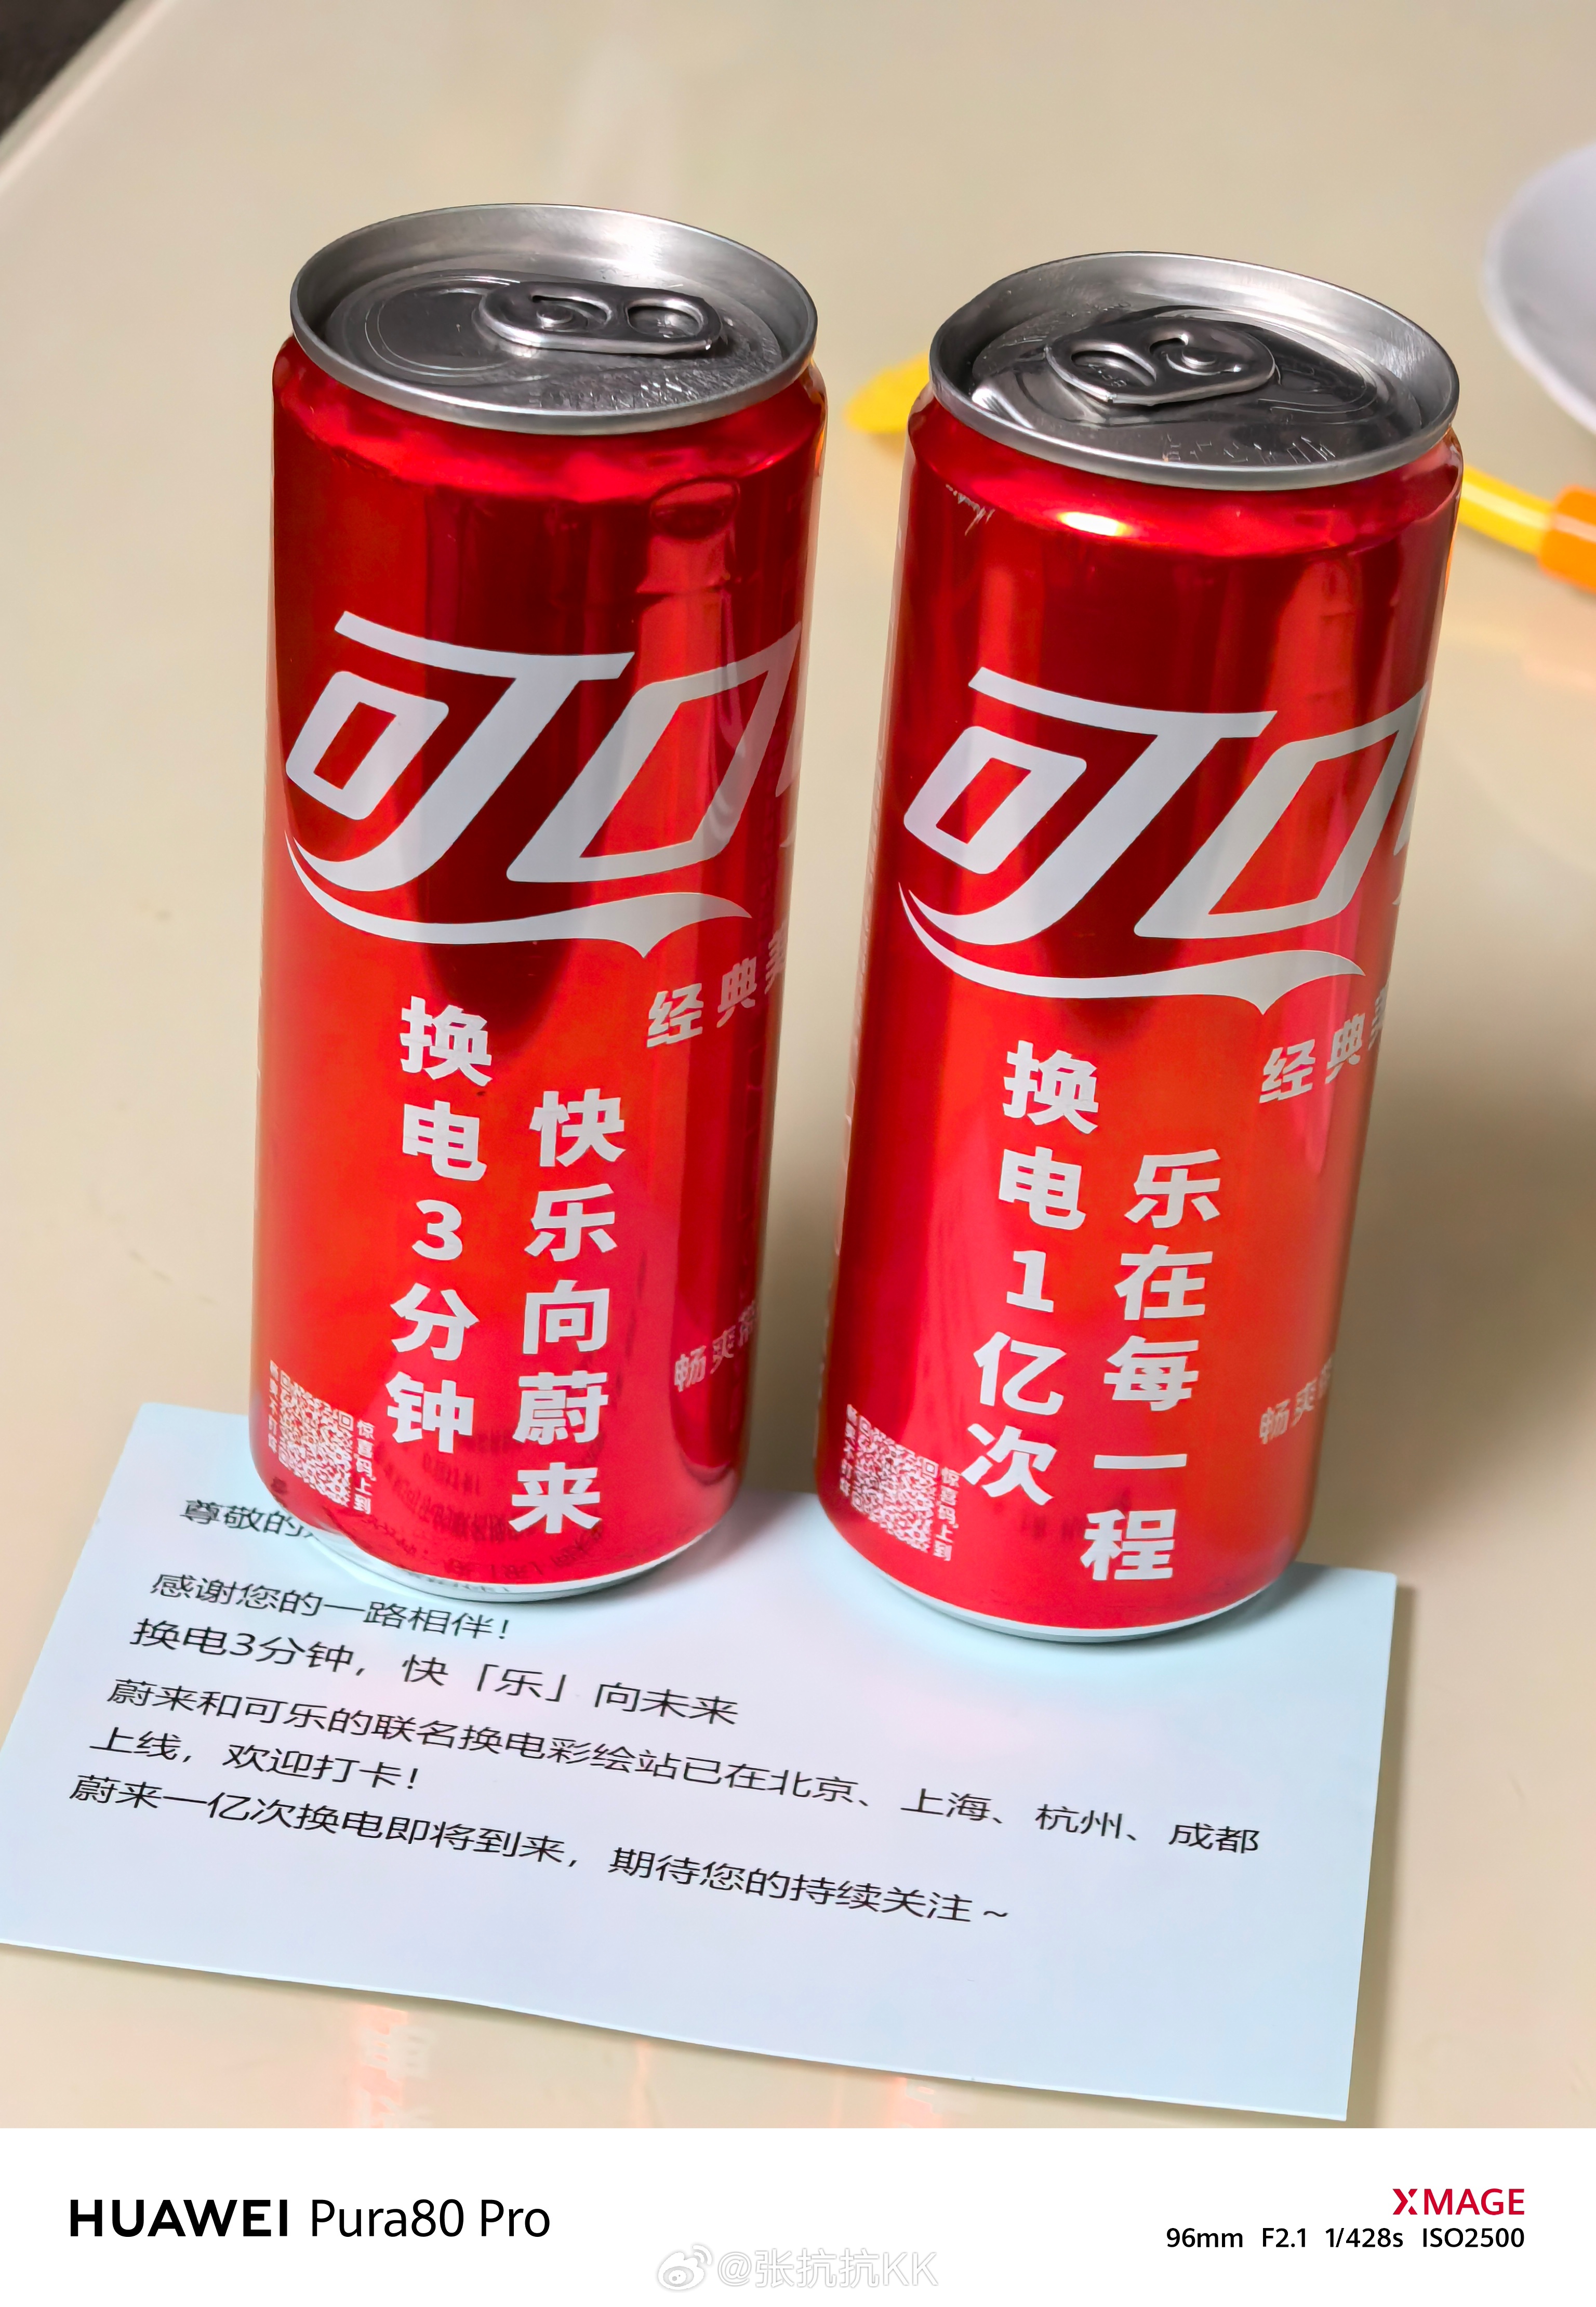 可口
经典美
换电3分钟
快乐向蔚来
畅爽带
惊喜码上到
可口
经典美
换电1亿次
乐在每一程
畅爽
惊喜码上到
尊敬的
感谢您的一路相伴!
换电3分钟，快「乐」向未来
蔚来和可乐的联名换电彩绘站已在北京、上海、杭州、成都
上线，欢迎打卡!
蔚来一亿次换电即将到来，期待您的持续关注~
HUAWEI Pura80 Pro
XMAGE
96mm F2.1 1/428s ISO2500
@张抗抗KK